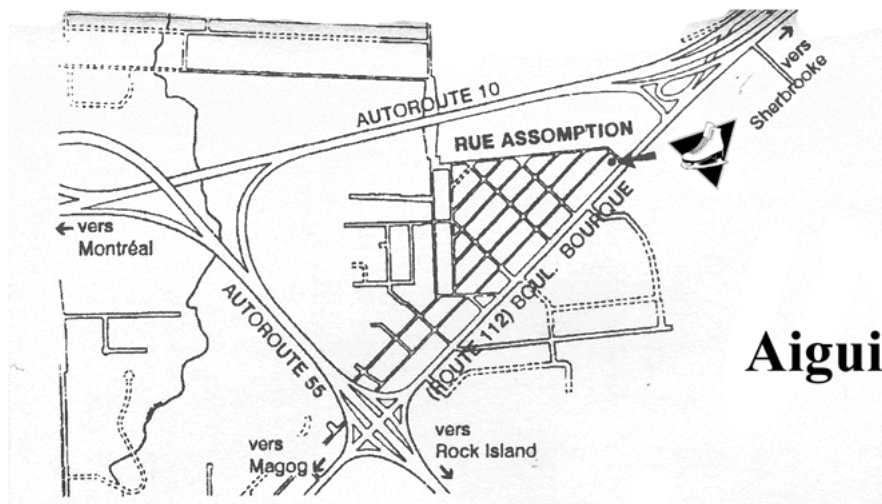 AUTOROUTE 10
vers
Sherbrooke
RUE ASSOMPTION
vers
Montréal
AUTOROUTE 55
(ROUTE 112) BOUL. BOURQUE
Aigui
vers
Magog
vers
Rock Island